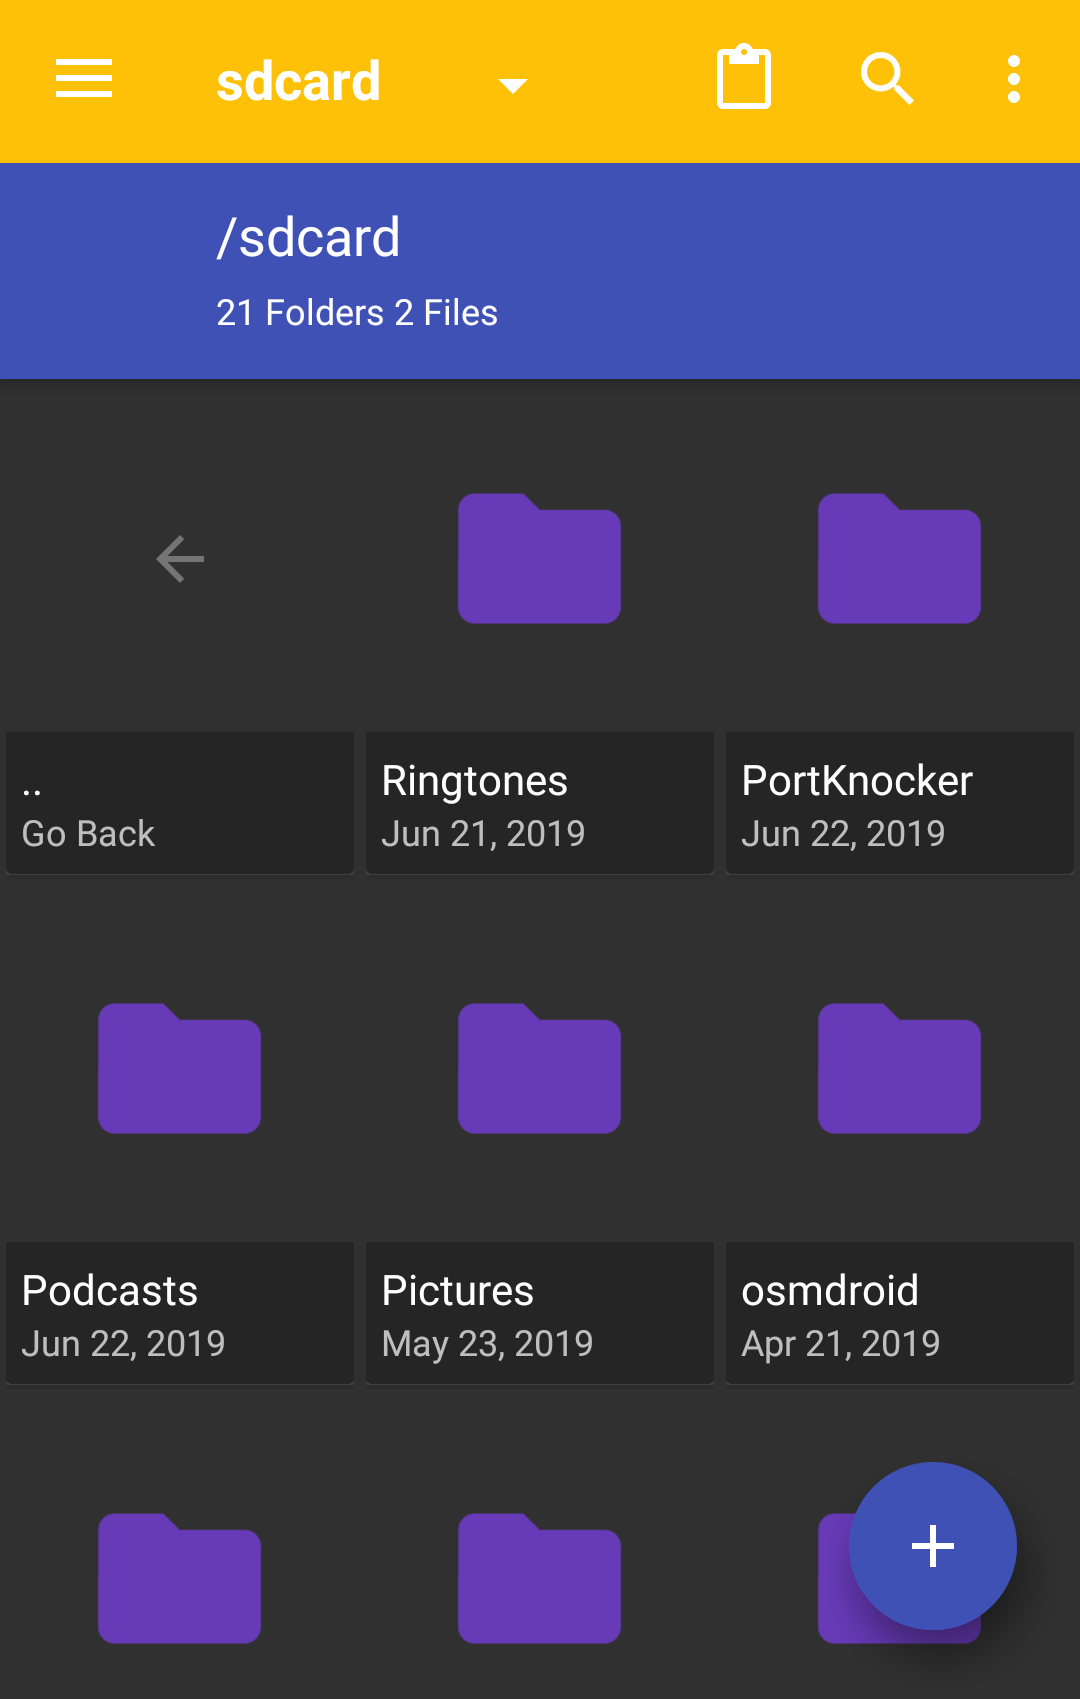 sdcard
/sdcard
21 Folders 2 Files
..
Go Back
Ringtones
Jun 21, 2019
PortKnocker
Jun 22, 2019
Podcasts
Jun 22, 2019
Pictures
May 23, 2019
osmdroid
Apr 21, 2019